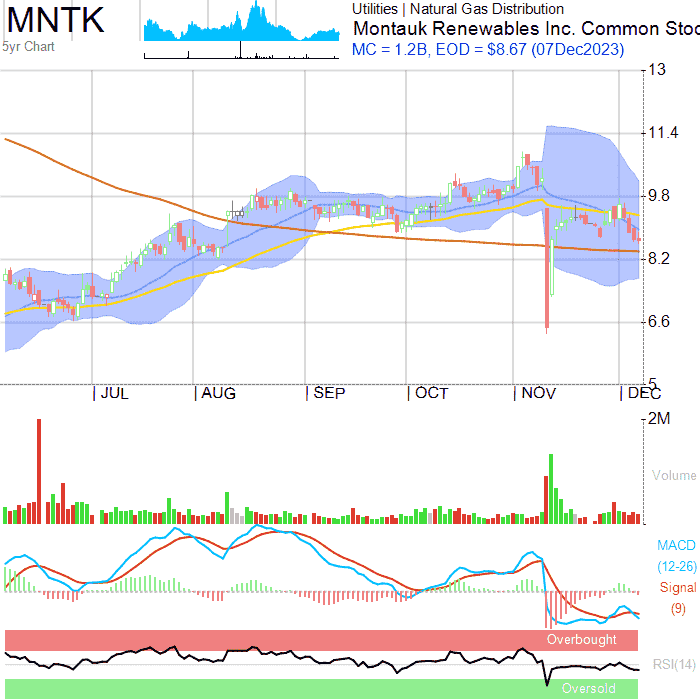 MNTK
5yr Chart
Utilities | Natural Gas Distribution
Montauk Renewables Inc. Common Stoc
MC = 1.2B, EOD = $8.67 (07Dec2023)
13
11.4
9.8
8.2
6.6
5
JUL AUG SEP OCT NOV DEC
2M
Volume
MACD
(12-26)
Signal
(9)
Overbought
RSI(14)
Oversold